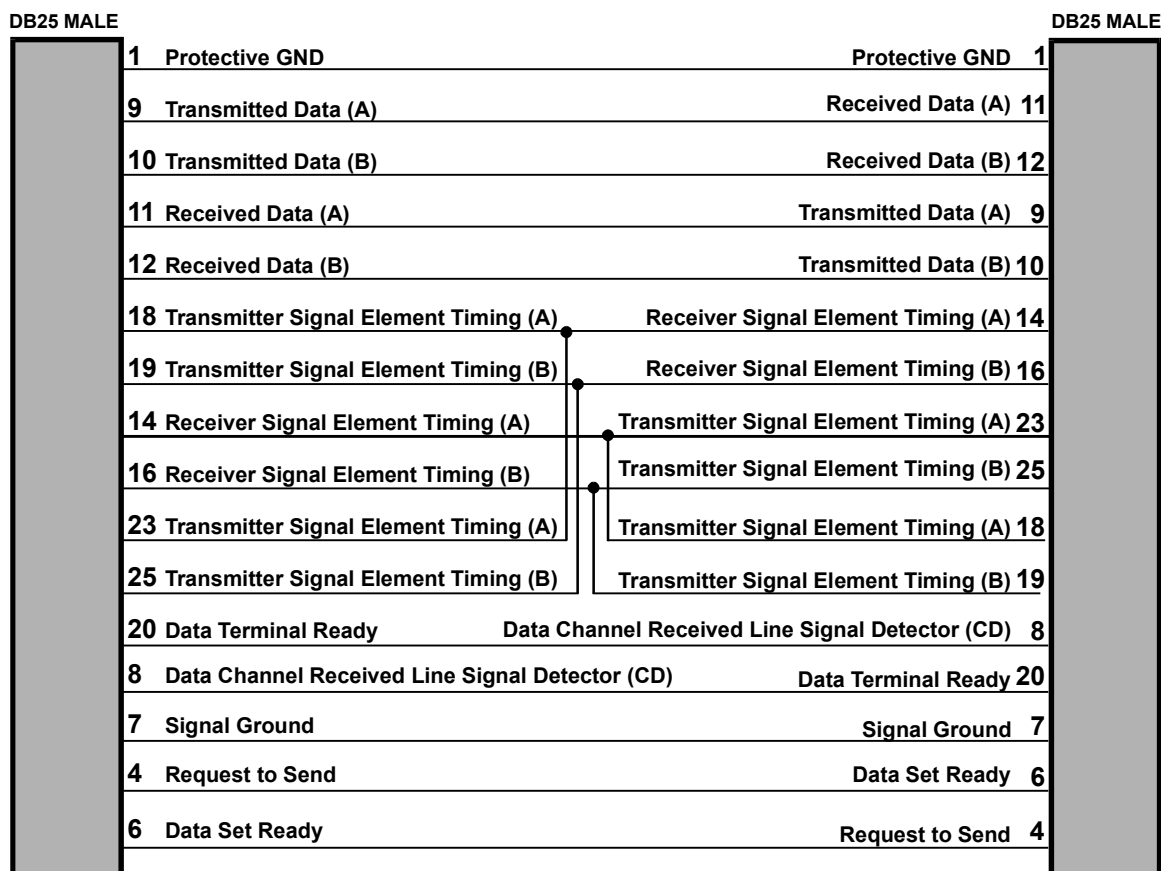 DB25 MALE DB25 MALE
1 Protective GND Protective GND 1
9 Transmitted Data (A) Received Data (A) 11
10 Transmitted Data (B) Received Data (B) 12
11 Received Data (A) Transmitted Data (A) 9
12 Received Data (B) Transmitted Data (B) 10
18 Transmitter Signal Element Timing (A) Receiver Signal Element Timing (A) 14
19 Transmitter Signal Element Timing (B) Receiver Signal Element Timing (B) 16
14 Receiver Signal Element Timing (A) Transmitter Signal Element Timing (A) 23
16 Receiver Signal Element Timing (B) Transmitter Signal Element Timing (B) 25
23 Transmitter Signal Element Timing (A) Transmitter Signal Element Timing (A) 18
25 Transmitter Signal Element Timing (B) Transmitter Signal Element Timing (B) 19
20 Data Terminal Ready Data Channel Received Line Signal Detector (CD) 8
8 Data Channel Received Line Signal Detector (CD) Data Terminal Ready 20
7 Signal Ground Signal Ground 7
4 Request to Send Data Set Ready 6
6 Data Set Ready Request to Send 4